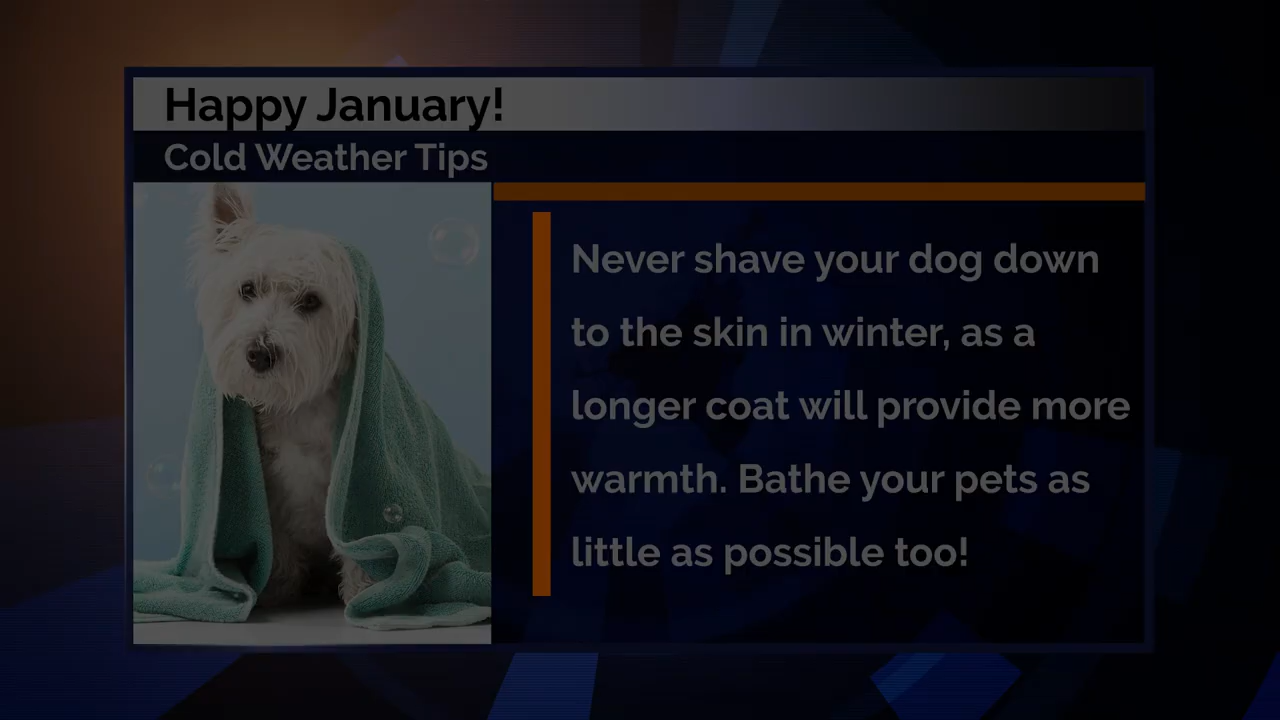 Happy January!
Cold Weather Tips
Never shave your dog down
to the skin in winter, as a
longer coat will provide more
warmth. Bathe your pets as
little as possible too!